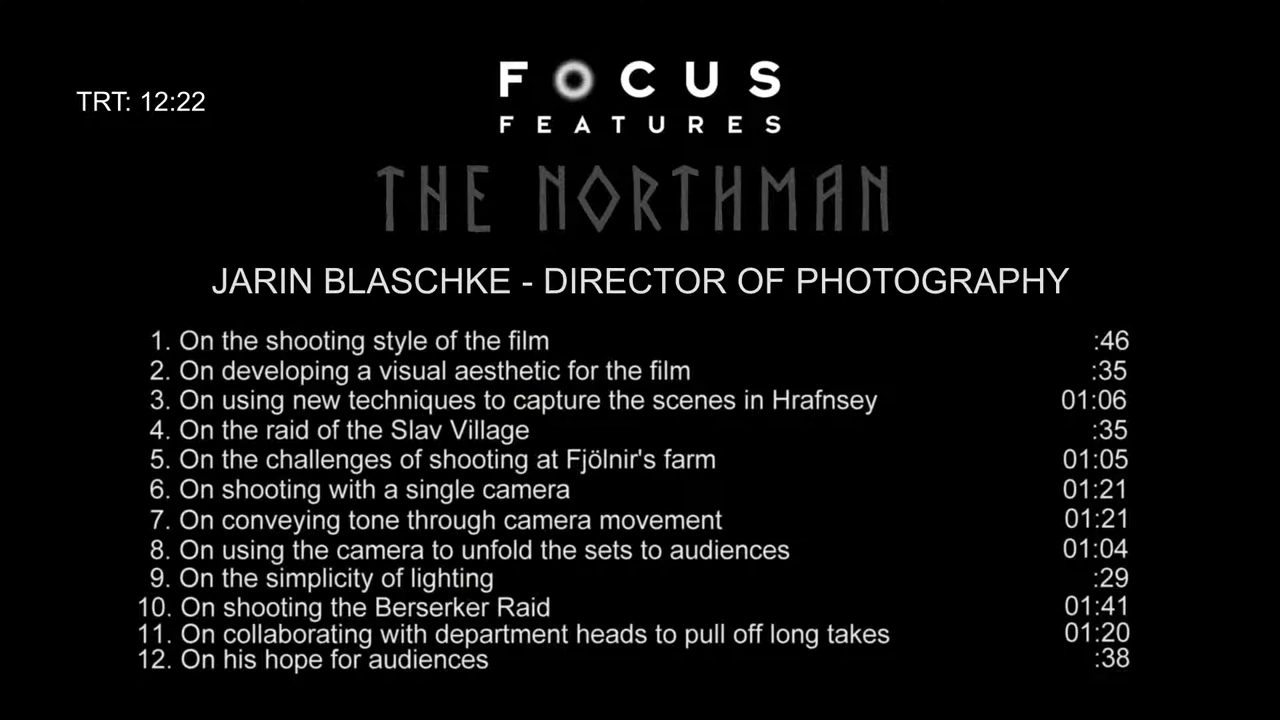 TRT: 12:22
FOCUS
FEATURES
THE NORTHMAN
JARIN BLASCHKE - DIRECTOR OF PHOTOGRAPHY
1. On the shooting style of the film :46
2. On developing a visual aesthetic for the film :35
3. On using new techniques to capture the scenes in Hrafnsey 01:06
4. On the raid of the Slav Village :35
5. On the challenges of shooting at Fjölnir's farm 01:05
6. On shooting with a single camera 01:21
7. On conveying tone through camera movement 01:21
8. On using the camera to unfold the sets to audiences 01:04
9. On the simplicity of lighting :29
10. On shooting the Berserker Raid 01:41
11. On collaborating with department heads to pull off long takes 01:20
12. On his hope for audiences :38